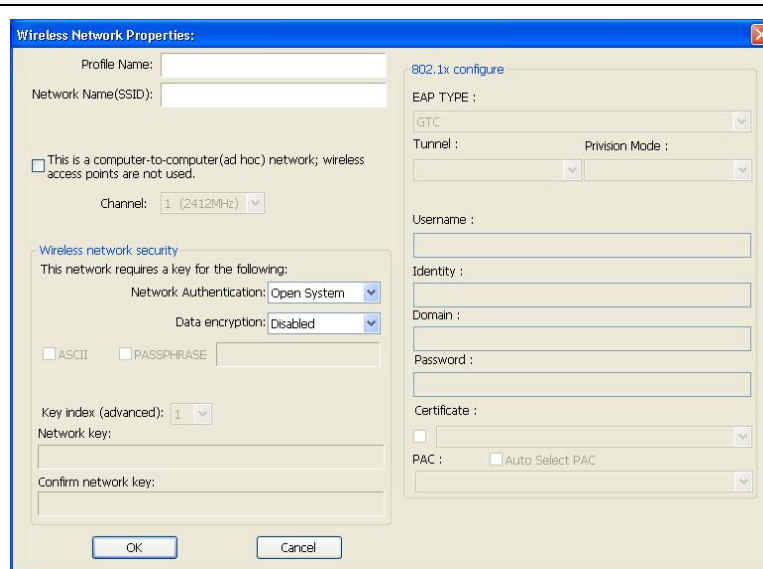 Wireless Network Properties:
Profile Name:
Network Name(SSID):
This is a computer-to-computer(ad hoc) network; wireless
access points are not used.
Channel: 1 (2412MHz)
Wireless network security
This network requires a key for the following:
Network Authentication: Open System
Data encryption: Disabled
ASCII PASSPHRASE
Key index (advanced): 1
Network key:
Confirm network key:
OK Cancel
802.1x configure
EAP TYPE :
GTC
Tunnel : Privision Mode :
Username :
Identity :
Domain :
Password :
Certificate :
PAC : Auto Select PAC